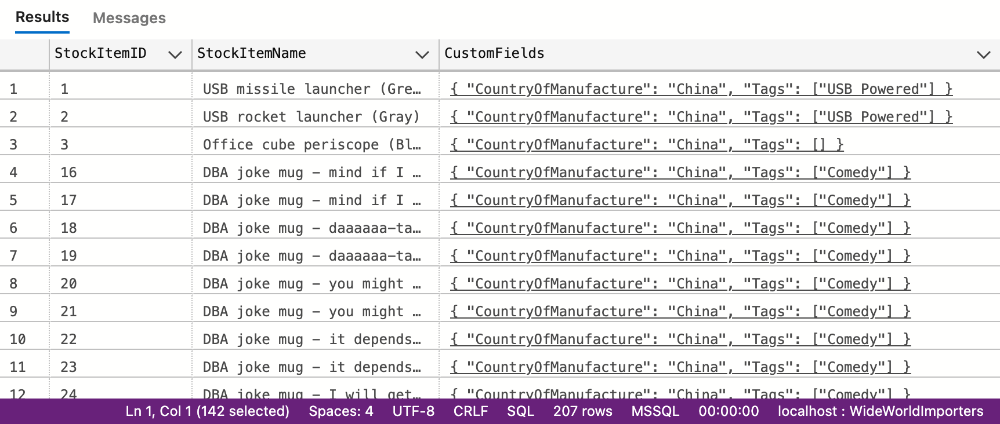 Results Messages
StockItemID StockItemName CustomFields
1 1 USB missile launcher (Gre… { "CountryOfManufacture": "China", "Tags": ["USB Powered"] }
2 2 USB rocket launcher (Gray) { "CountryOfManufacture": "China", "Tags": ["USB Powered"] }
3 3 Office cube periscope (Bl… { "CountryOfManufacture": "China", "Tags": [] }
4 16 DBA joke mug - mind if I … { "CountryOfManufacture": "China", "Tags": ["Comedy"] }
5 17 DBA joke mug - mind if I … { "CountryOfManufacture": "China", "Tags": ["Comedy"] }
6 18 DBA joke mug - daaaaaa-ta… { "CountryOfManufacture": "China", "Tags": ["Comedy"] }
7 19 DBA joke mug - daaaaaa-ta… { "CountryOfManufacture": "China", "Tags": ["Comedy"] }
8 20 DBA joke mug - you might … { "CountryOfManufacture": "China", "Tags": ["Comedy"] }
9 21 DBA joke mug - you might … { "CountryOfManufacture": "China", "Tags": ["Comedy"] }
10 22 DBA joke mug - it depends… { "CountryOfManufacture": "China", "Tags": ["Comedy"] }
11 23 DBA joke mug - it depends… { "CountryOfManufacture": "China", "Tags": ["Comedy"] }
12 24 DBA joke mug - I will get… { "CountryOfManufacture": "China", "Tags": ["Comedy"] }
Ln 1, Col 1 (142 selected) Spaces: 4 UTF-8 CRLF SQL 207 rows MSSQL 00:00:00 localhost : WideWorldImporters